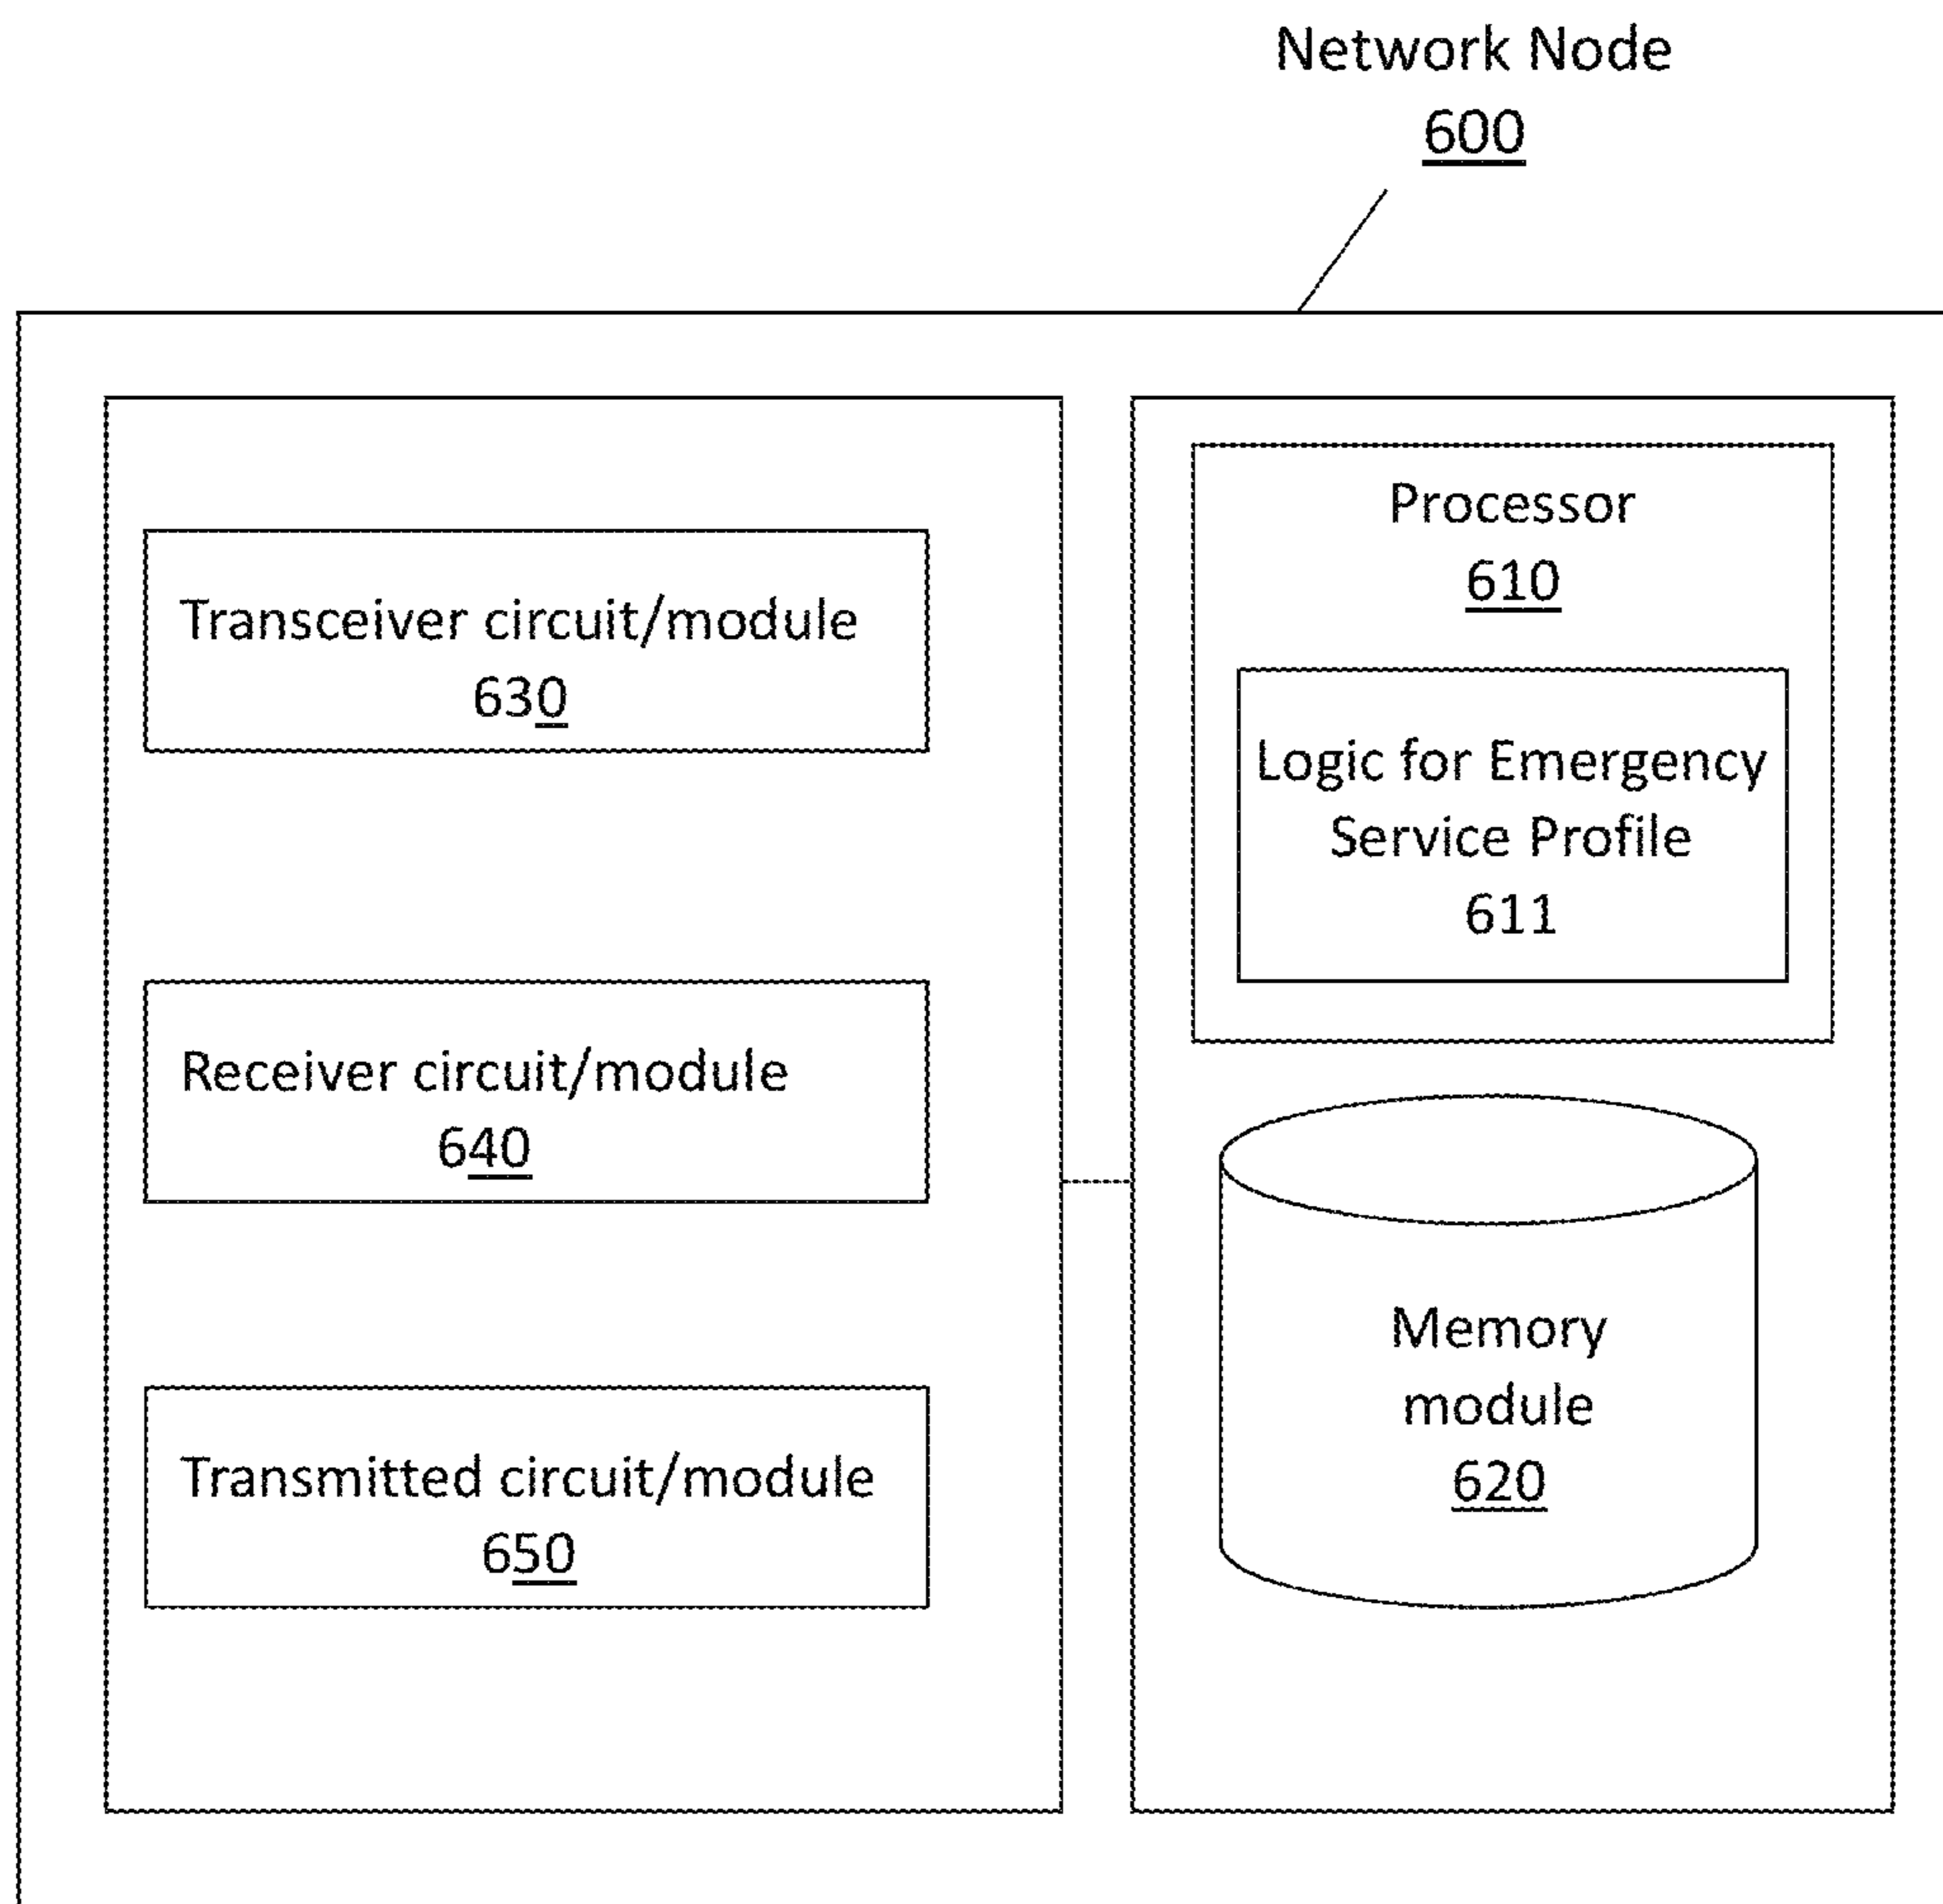 Network Node
600
Transceiver circuit/module
630
Receiver circuit/module
640
Transmitted circuit/module
650
Processor
610
Logic for Emergency
Service Profile
611
Memory
module
620